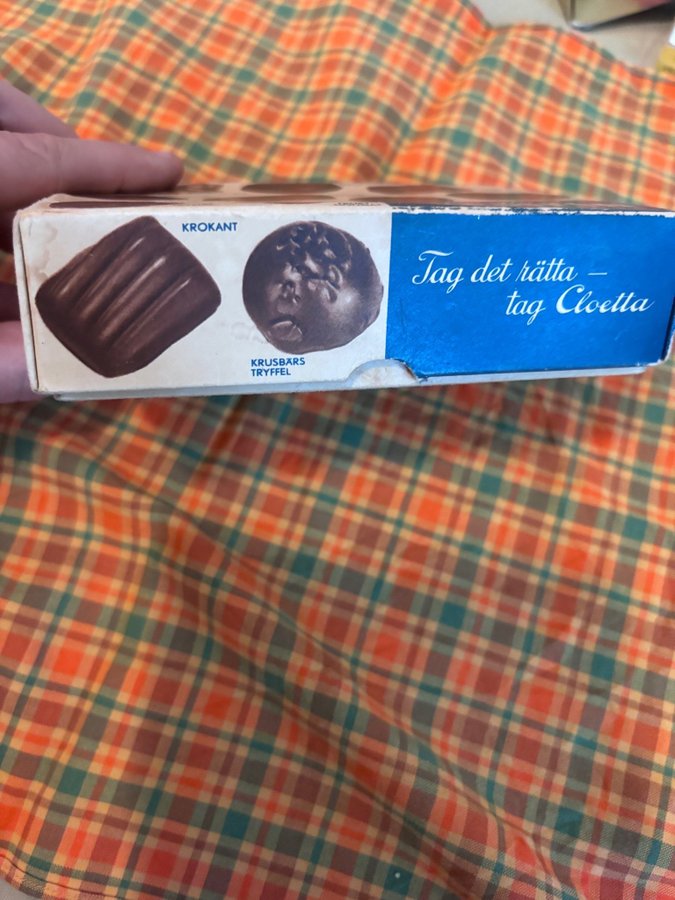 KROKANT
KRUSBÄRS
TRYFFEL
Tag det rätta –
tag Cloetta